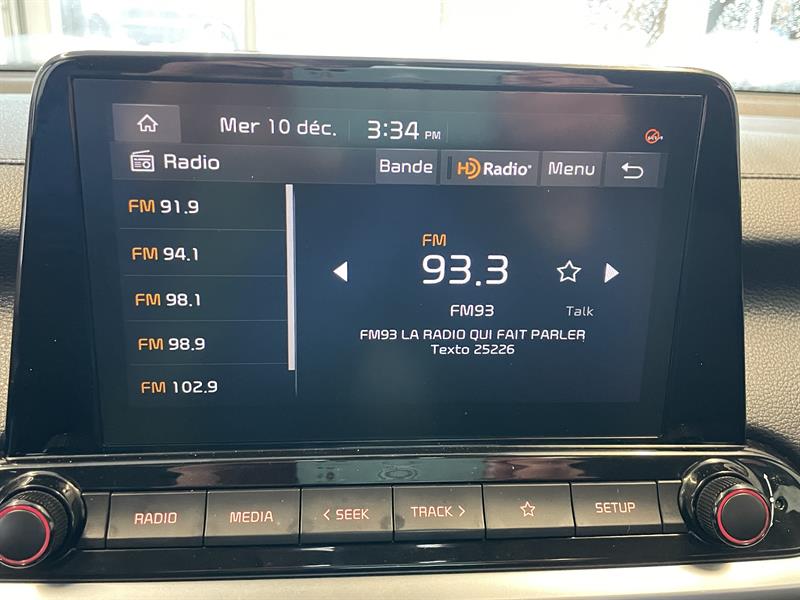 Mer 10 déc. 3:34 PM
Radio Bande HD Radio Menu
FM 91.9
FM 94.1
FM 98.1
FM 98.9
FM 102.9
FM
93.3
FM93 Talk
FM93 LA RADIO QUI FAIT PARLER
Texto 25226
RADIO MEDIA < SEEK TRACK > SETUP